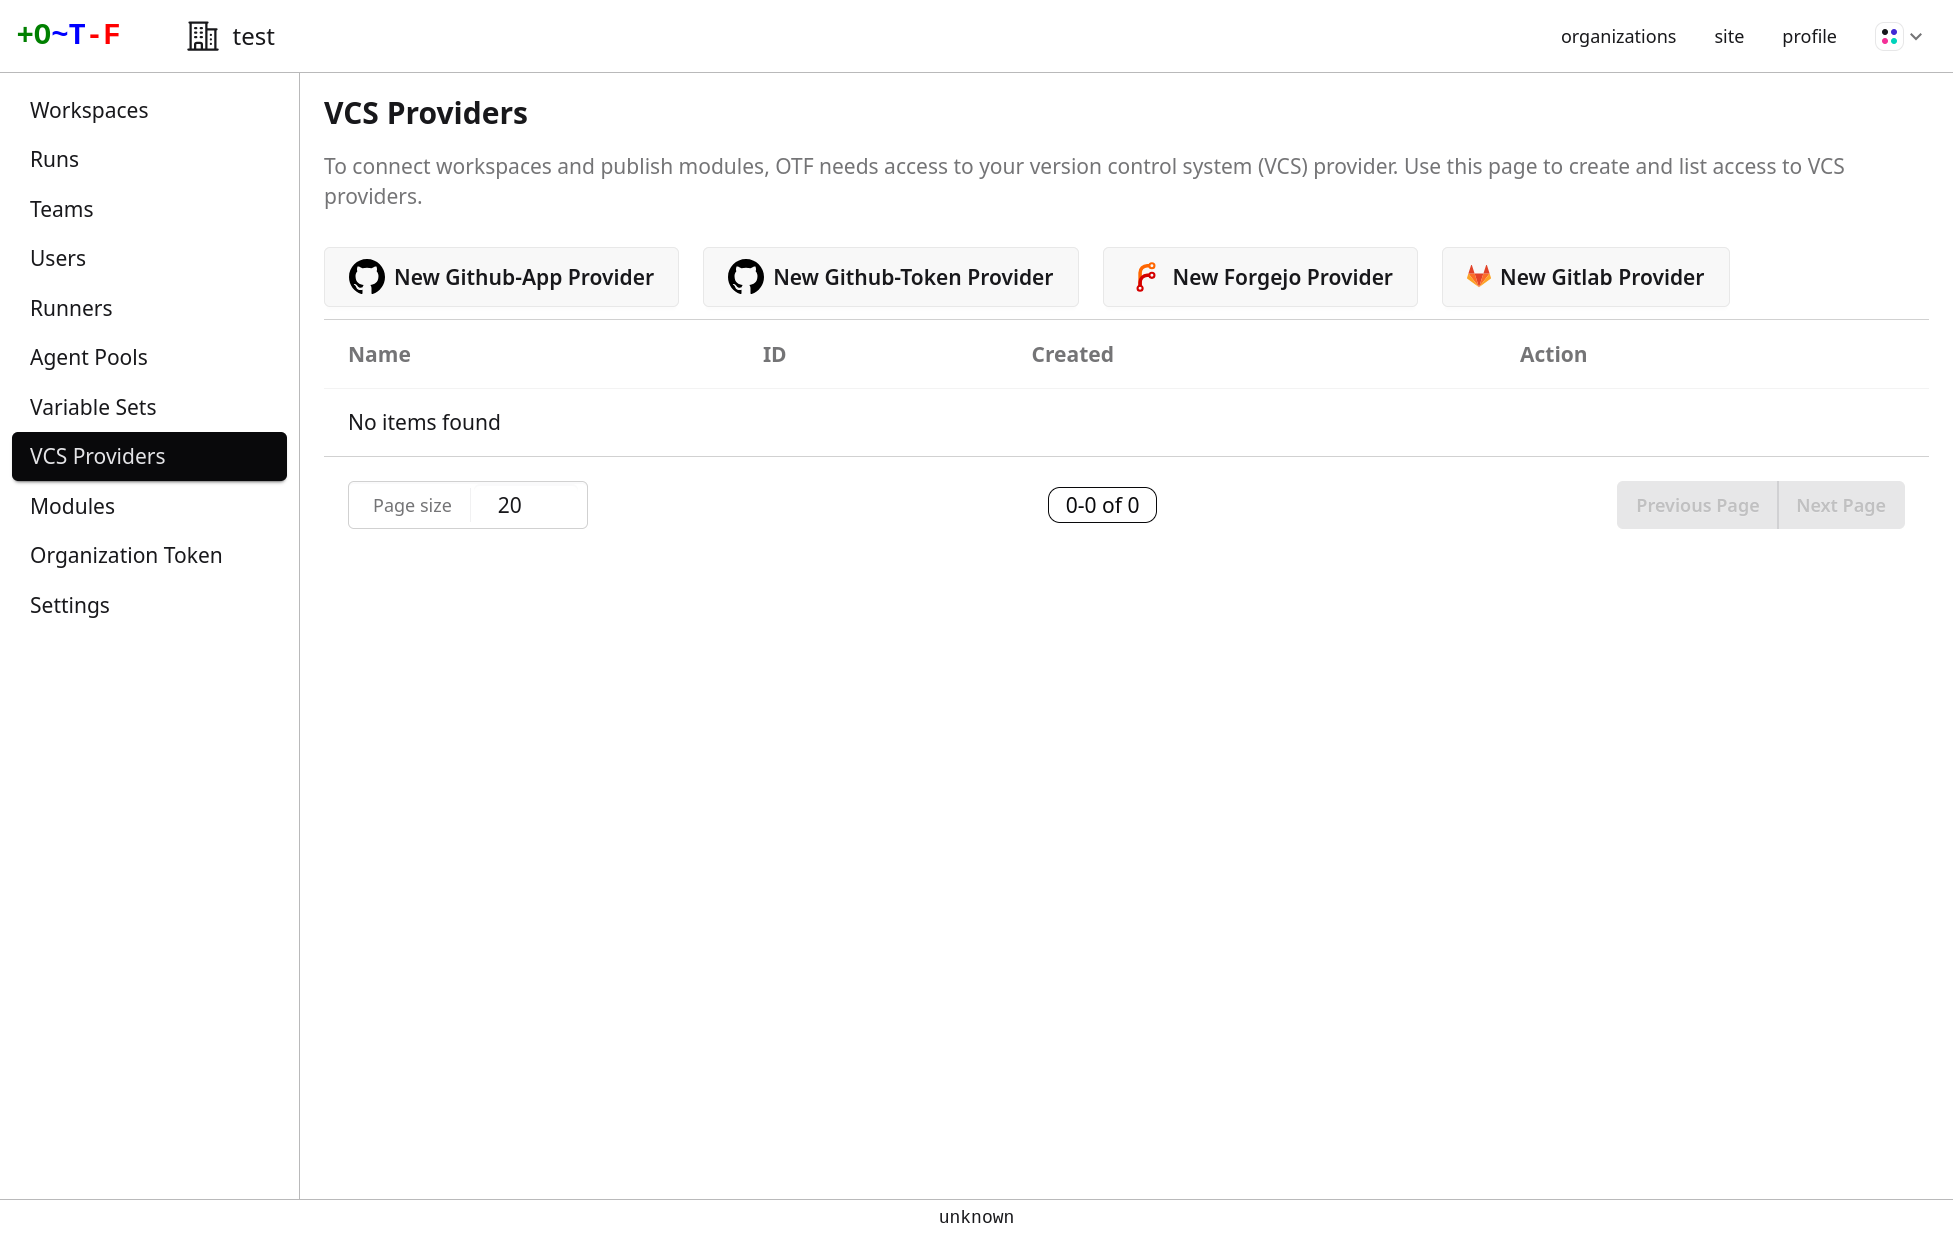 +O~T-F
test
organizations
site
profile
Workspaces
Runs
Teams
Users
Runners
Agent Pools
Variable Sets
VCS Providers
Modules
Organization Token
Settings
VCS Providers
To connect workspaces and publish modules, OTF needs access to your version control system (VCS) provider. Use this page to create and list access to VCS
providers.
New Github-App Provider
New Github-Token Provider
New Forgejo Provider
New Gitlab Provider
Name ID Created Action
No items found
Page size 20
0-0 of 0
Previous Page
Next Page
unknown